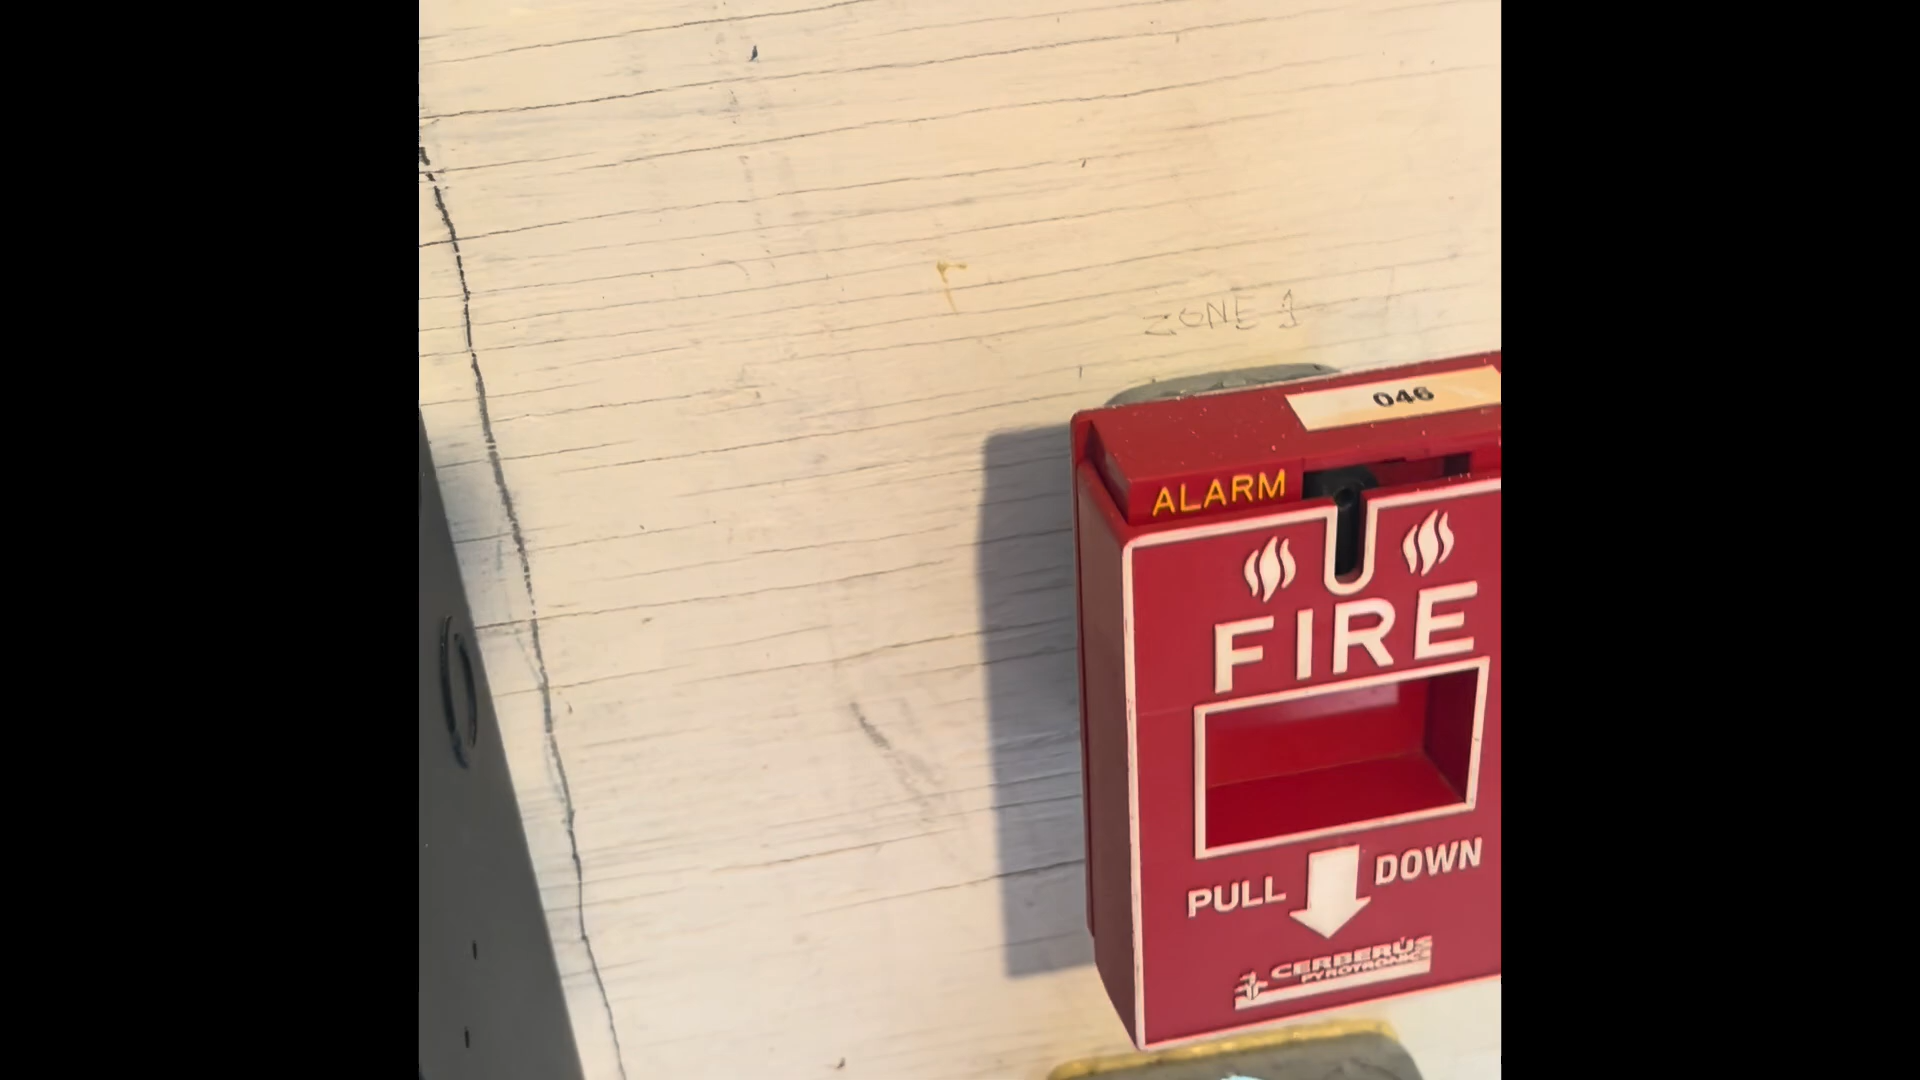 ZONE 1
046
ALARM
FIRE
PULL DOWN
CERBERUS
PYROTRONICS